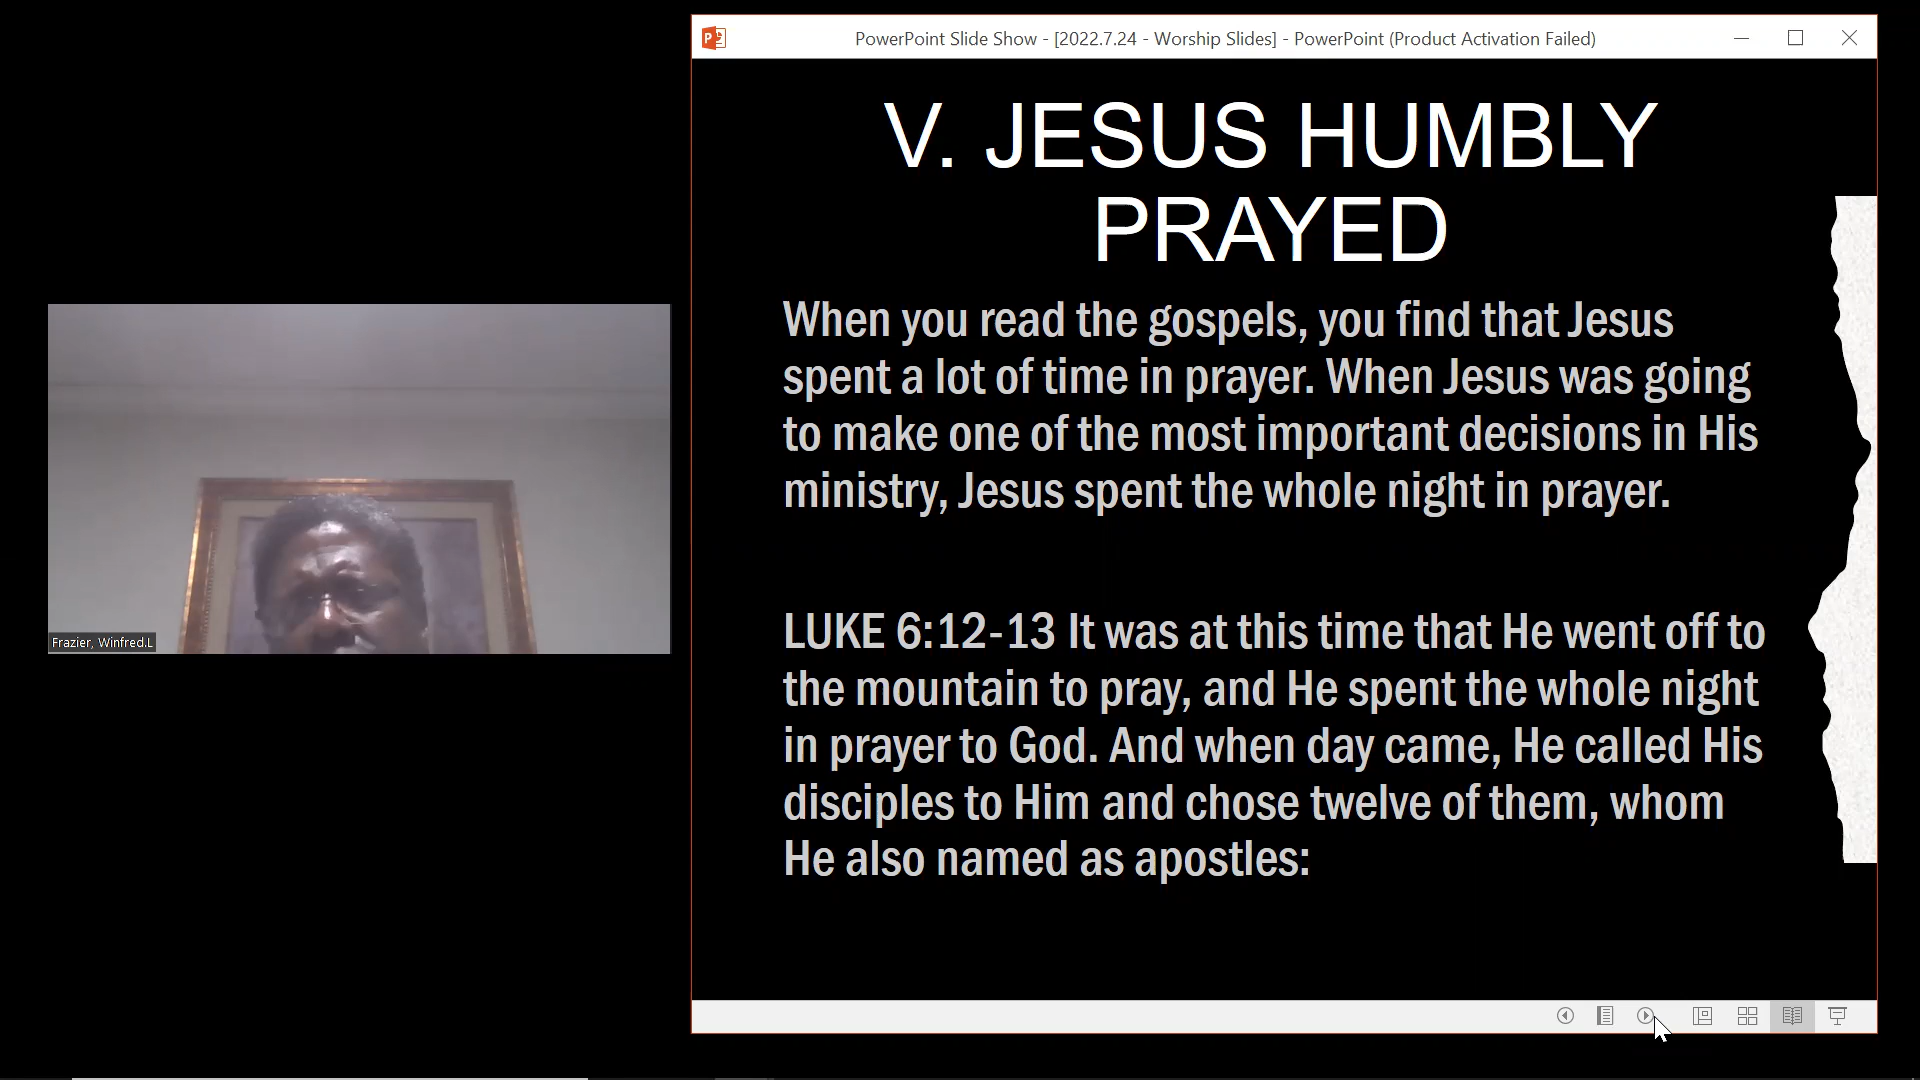 PowerPoint Slide Show - [2022.7.24 - Worship Slides] - PowerPoint (Product Activation Failed)
V. JESUS HUMBLY
PRAYED
When you read the gospels, you find that Jesus
spent a lot of time in prayer. When Jesus was going
to make one of the most important decisions in His
ministry, Jesus spent the whole night in prayer.
LUKE 6:12-13 It was at this time that He went off to
the mountain to pray, and He spent the whole night
in prayer to God. And when day came, He called His
disciples to Him and chose twelve of them, whom
He also named as apostles:
Frazier, Winfred.L